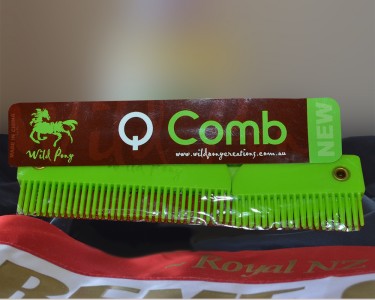 Q Comb
NEW
Wild Pony
www.wildponycreations.com.au
Royal NZ